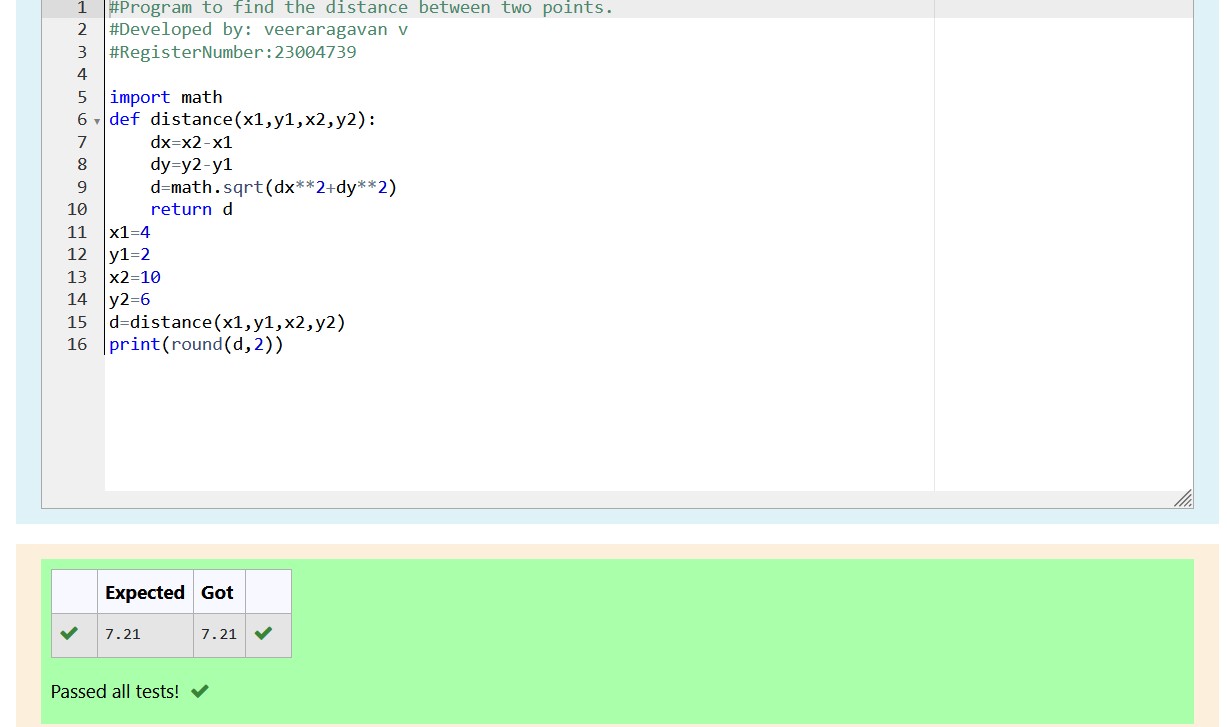 1 #Program to find the distance between two points.
2 #Developed by: veeraragavan v
3 #RegisterNumber:23004739
4
5 import math
6 def distance(x1,y1,x2,y2):
7     dx=x2-x1
8     dy=y2-y1
9     d=math.sqrt(dx**2+dy**2)
10     return d
11 x1=4
12 y1=2
13 x2=10
14 y2=6
15 d=distance(x1,y1,x2,y2)
16 print(round(d,2))
Expected Got
7.21 7.21
Passed all tests!